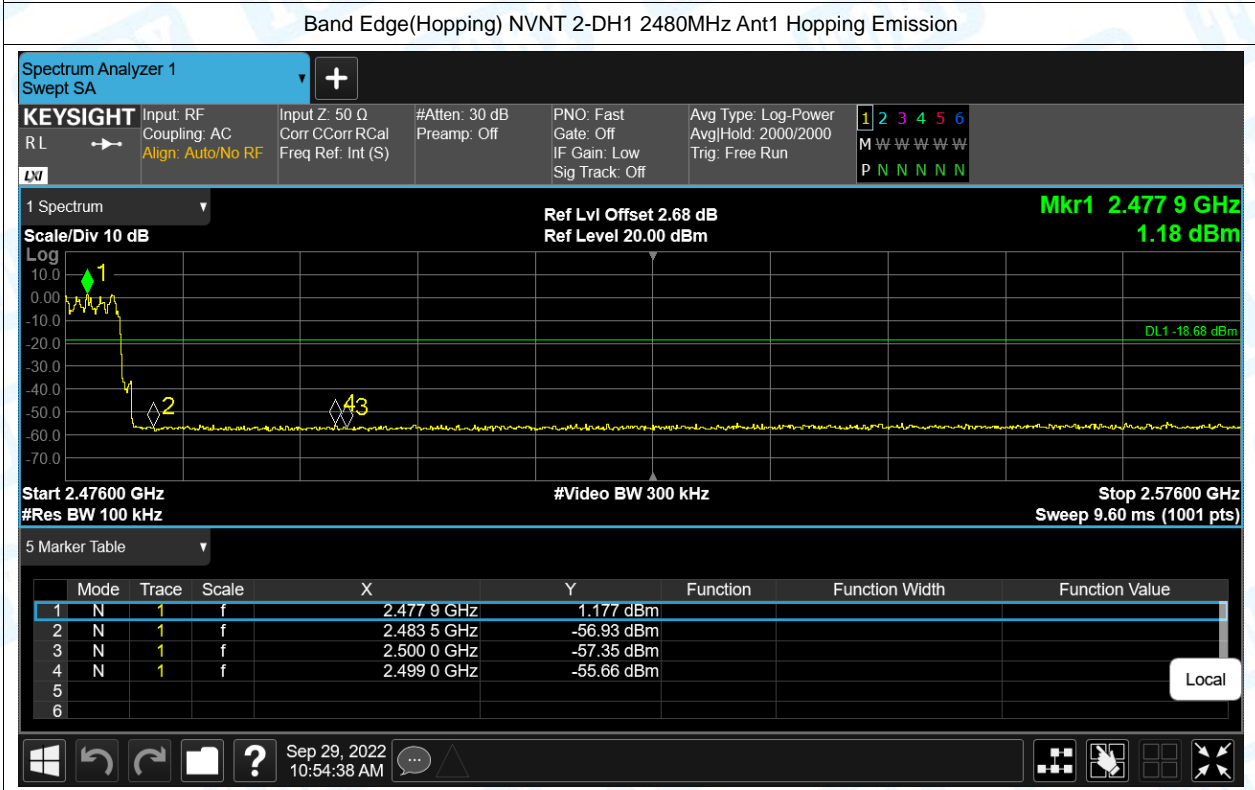 Band Edge(Hopping) NVNT 2-DH1 2480MHz Ant1 Hopping Emission
Spectrum Analyzer 1
Swept SA
KEYSIGHT
RL
LXI
Input: RF
Coupling: AC
Align: Auto/No RF
Input Z: 50 Ω
Corr CCorr RCal
Freq Ref: Int (S)
#Atten: 30 dB
Preamp: Off
PNO: Fast
Gate: Off
IF Gain: Low
Sig Track: Off
Avg Type: Log-Power
Avg|Hold: 2000/2000
Trig: Free Run
1 2 3 4 5 6
M W W W W W
P N N N N N
1 Spectrum
Scale/Div 10 dB
Ref Lvl Offset 2.68 dB
Ref Level 20.00 dBm
Mkr1 2.477 9 GHz
1.18 dBm
Log
10.0
0.00
-10.0
-20.0
-30.0
-40.0
-50.0
-60.0
-70.0
1
2
4 3
DL1 -18.68 dBm
Start 2.47600 GHz
#Video BW 300 kHz
Stop 2.57600 GHz
#Res BW 100 kHz
Sweep 9.60 ms (1001 pts)
5 Marker Table
Mode Trace Scale X Y Function Function Width Function Value
1 N 1 f 2.477 9 GHz 1.177 dBm
2 N 1 f 2.483 5 GHz -56.93 dBm
3 N 1 f 2.500 0 GHz -57.35 dBm
4 N 1 f 2.499 0 GHz -55.66 dBm
5
6
Local
?
Sep 29, 2022
10:54:38 AM